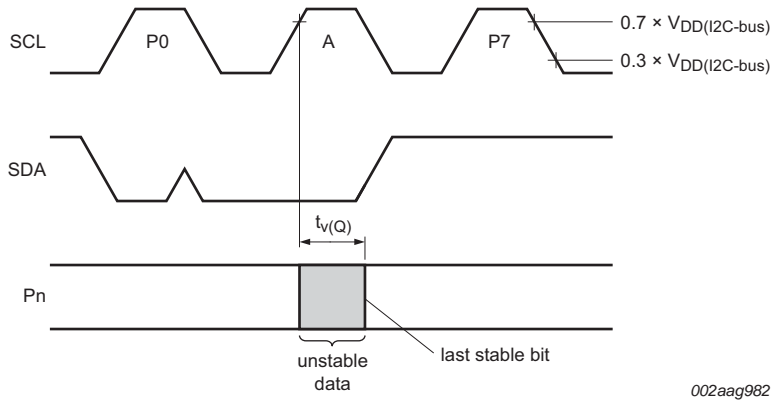 SCL
P0
A
P7
0.7 × VDD(I2C-bus)
0.3 × VDD(I2C-bus)
SDA
tv(Q)
Pn
unstable
data
last stable bit
002aag982